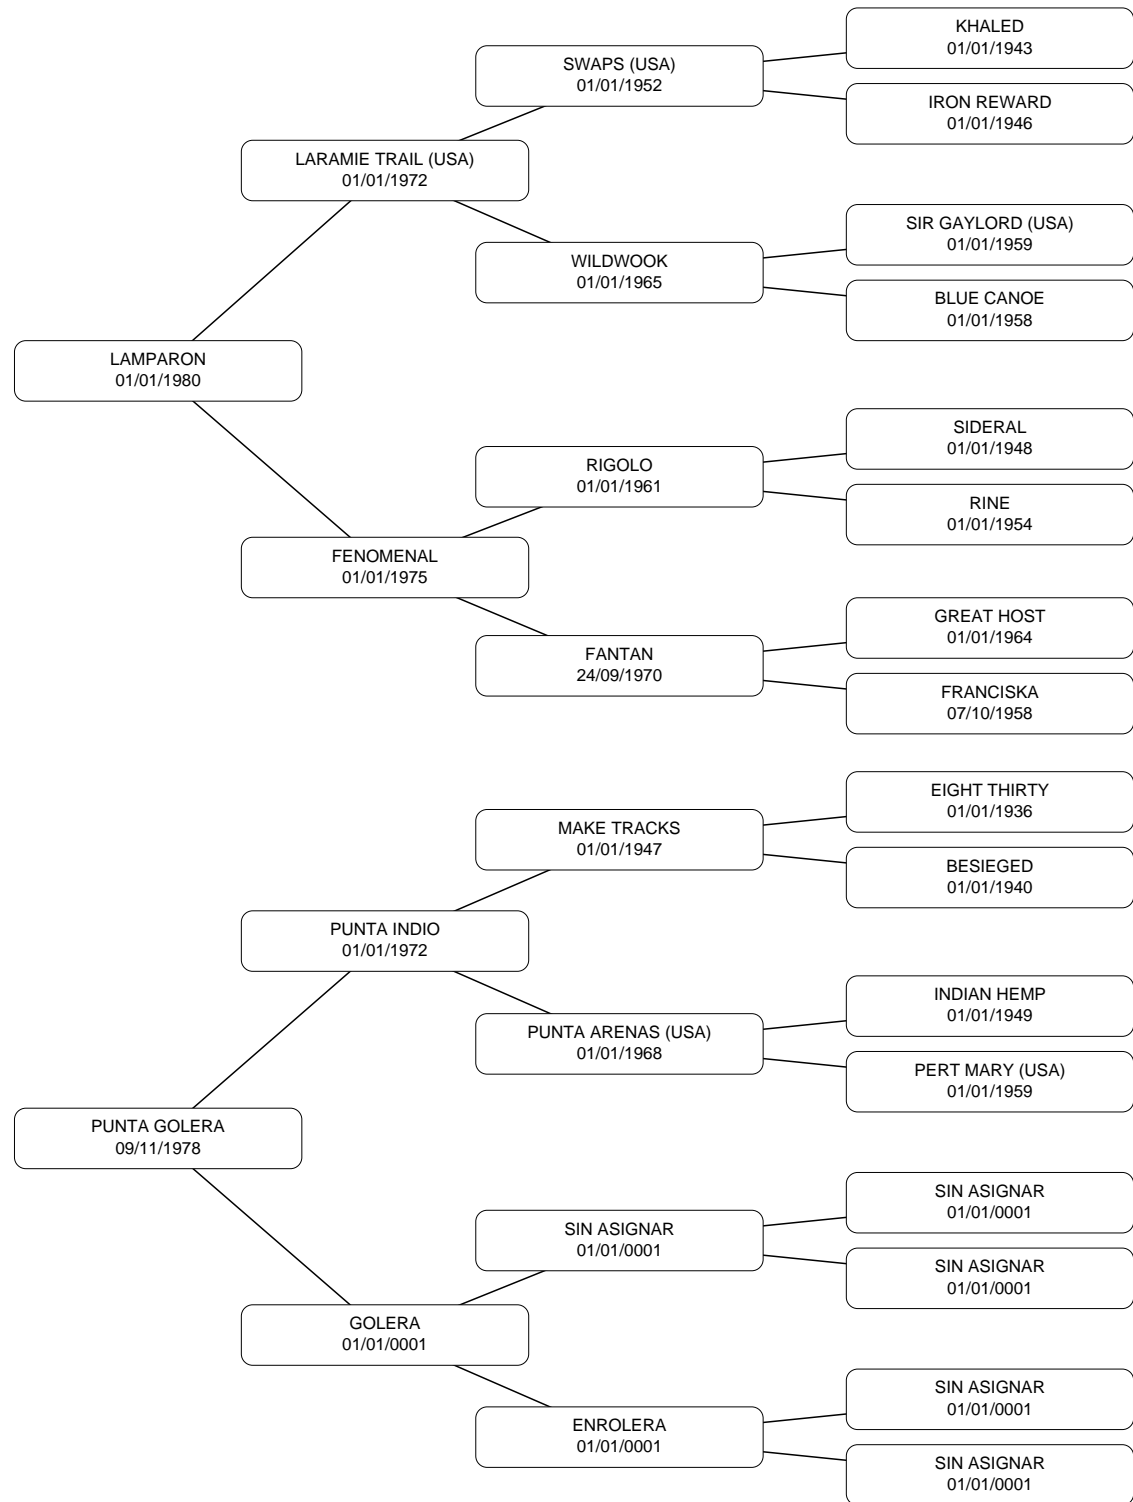 KHALED
01/01/1943
SWAPS (USA)
01/01/1952
IRON REWARD
01/01/1946
LARAMIE TRAIL (USA)
01/01/1972
SIR GAYLORD (USA)
01/01/1959
WILDWOOK
01/01/1965
BLUE CANOE
01/01/1958
LAMPARON
01/01/1980
SIDERAL
01/01/1948
RIGOLO
01/01/1961
RINE
01/01/1954
FENOMENAL
01/01/1975
GREAT HOST
01/01/1964
FANTAN
24/09/1970
FRANCISKA
07/10/1958
EIGHT THIRTY
01/01/1936
MAKE TRACKS
01/01/1947
BESIEGED
01/01/1940
PUNTA INDIO
01/01/1972
INDIAN HEMP
01/01/1949
PUNTA ARENAS (USA)
01/01/1968
PERT MARY (USA)
01/01/1959
PUNTA GOLERA
09/11/1978
SIN ASIGNAR
01/01/0001
SIN ASIGNAR
01/01/0001
SIN ASIGNAR
01/01/0001
GOLERA
01/01/0001
SIN ASIGNAR
01/01/0001
ENROLERA
01/01/0001
SIN ASIGNAR
01/01/0001